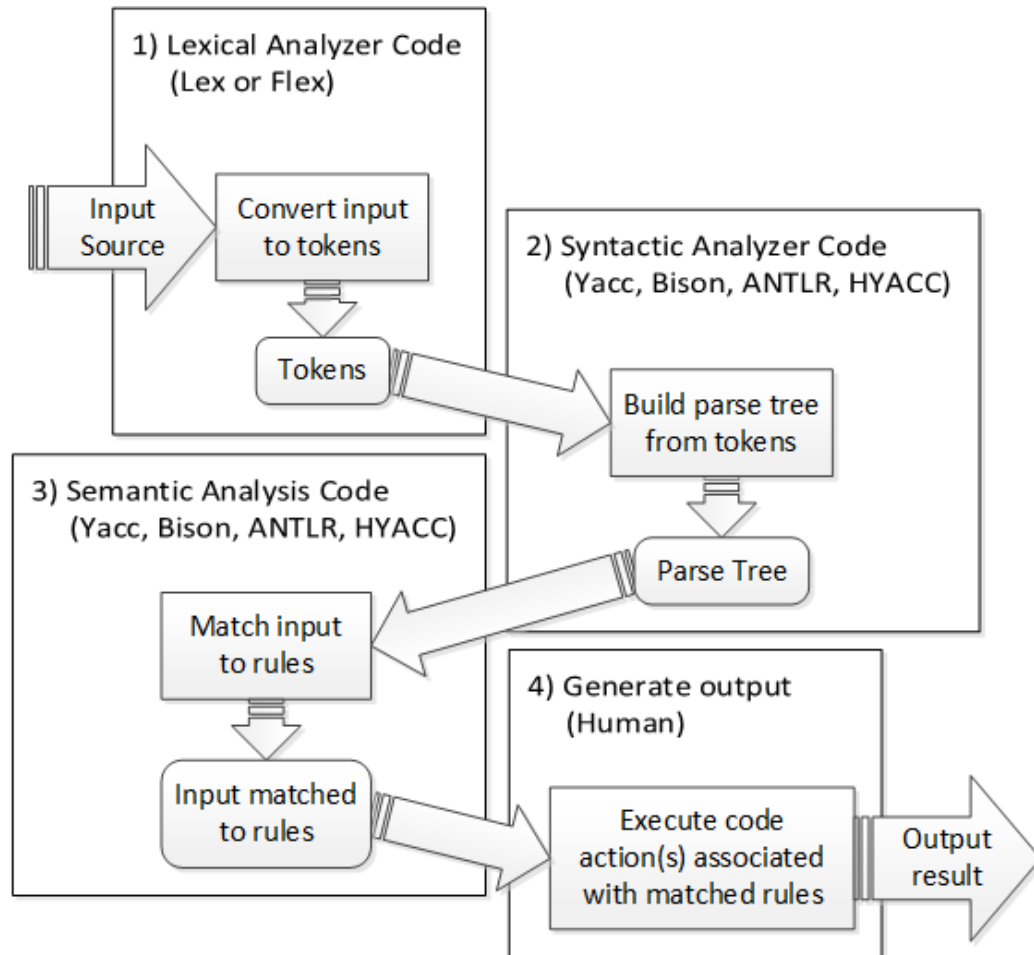 1) Lexical Analyzer Code
(Lex or Flex)
Input
Source
Convert input
to tokens
Tokens
2) Syntactic Analyzer Code
(Yacc, Bison, ANTLR, HYACC)
Build parse tree
from tokens
Parse Tree
3) Semantic Analysis Code
(Yacc, Bison, ANTLR, HYACC)
Match input
to rules
Input matched
to rules
4) Generate output
(Human)
Execute code
action(s) associated
with matched rules
Output
result